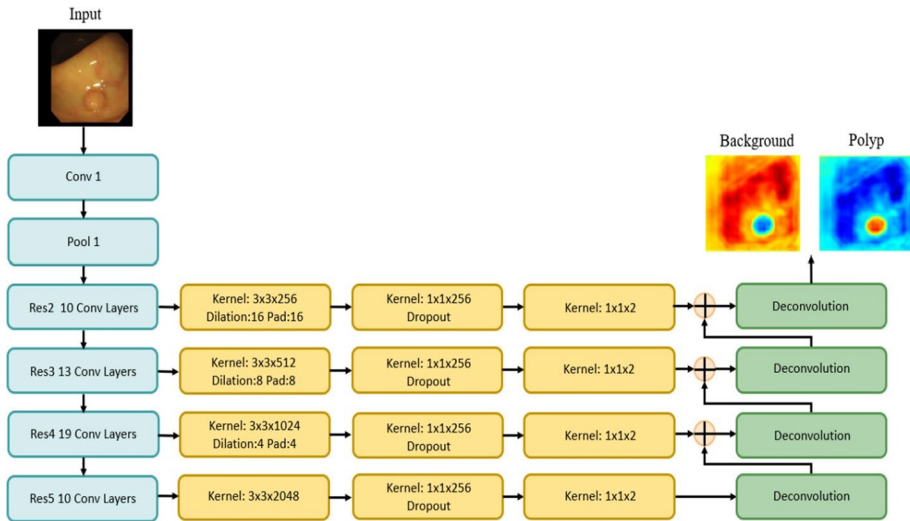 Input
Conv 1
Pool 1
Background
Polyp
Res2 10 Conv Layers
Kernel: 3x3x256
Dilation:16 Pad:16
Kernel: 1x1x256
Dropout
Kernel: 1x1x2
Deconvolution
Res3 13 Conv Layers
Kernel: 3x3x512
Dilation:8 Pad:8
Kernel: 1x1x256
Dropout
Kernel: 1x1x2
Deconvolution
Res4 19 Conv Layers
Kernel: 3x3x1024
Dilation:4 Pad:4
Kernel: 1x1x256
Dropout
Kernel: 1x1x2
Deconvolution
Res5 10 Conv Layers
Kernel: 3x3x2048
Kernel: 1x1x256
Dropout
Kernel: 1x1x2
Deconvolution